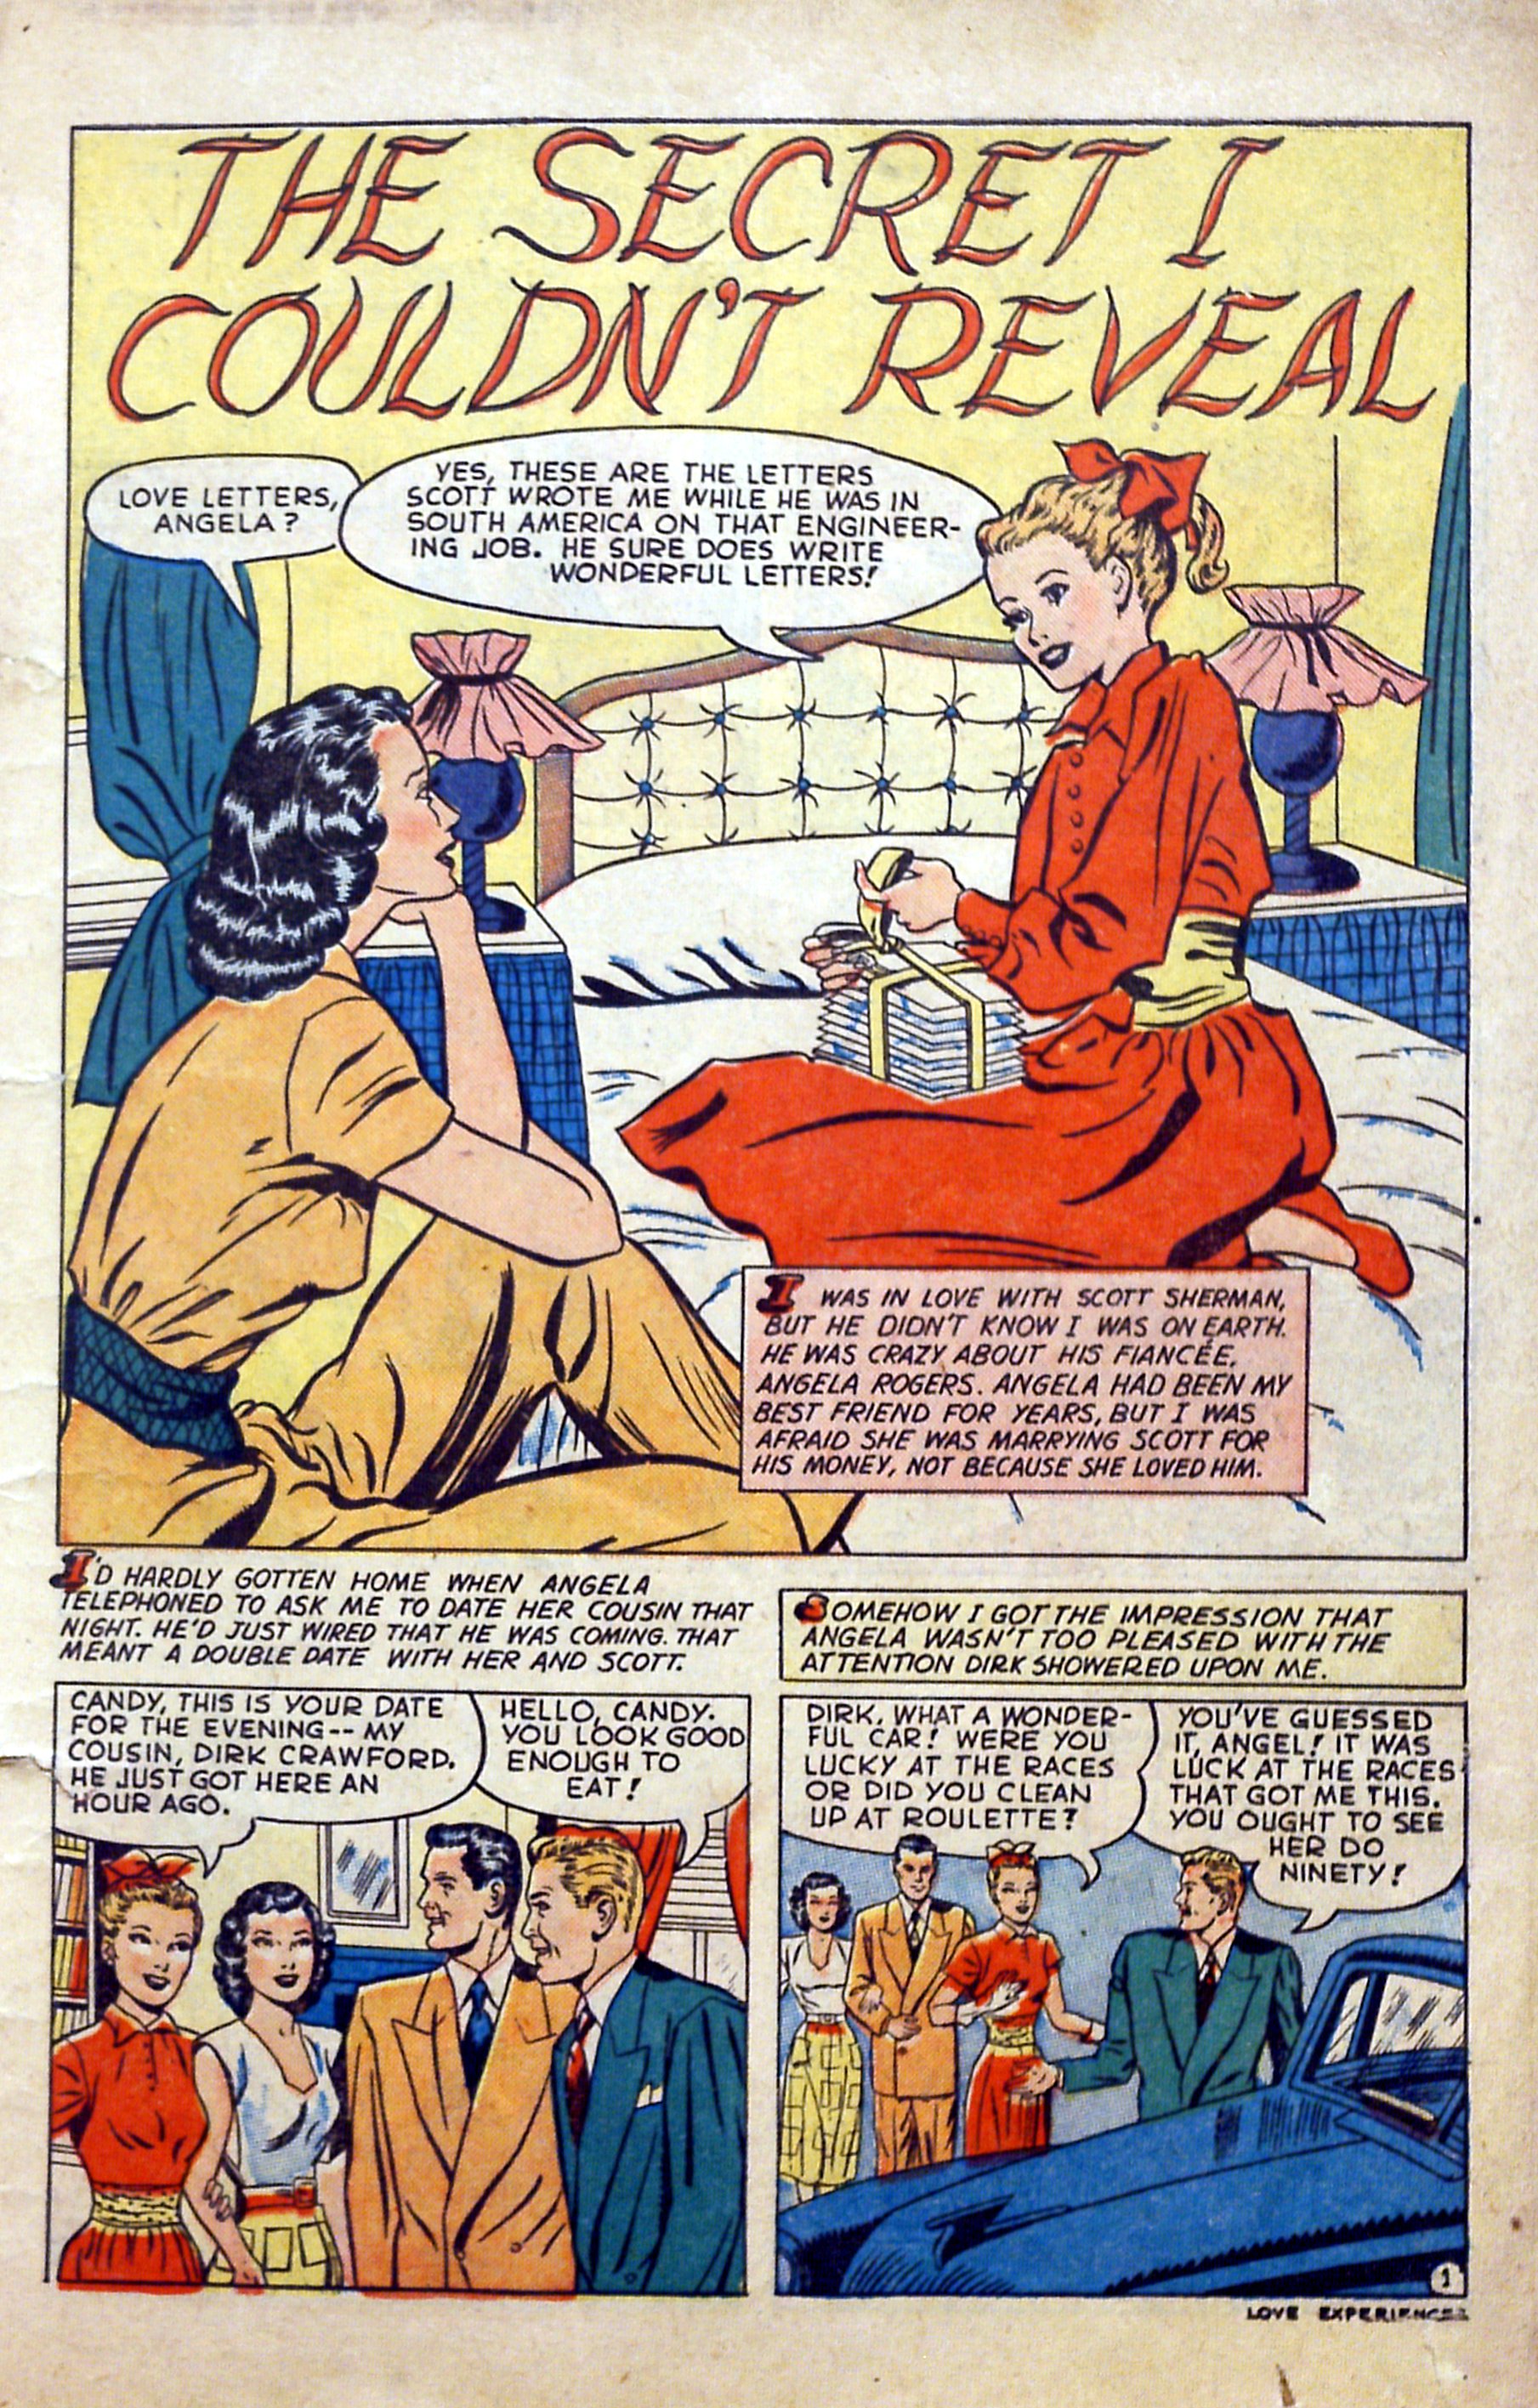 THE SECRET I
COULDN'T REVEAL
LOVE LETTERS,
ANGELA?
YES, THESE ARE THE LETTERS
SCOTT WROTE ME WHILE HE WAS IN
SOUTH AMERICA ON THAT ENGINEER-
ING JOB. HE SURE DOES WRITE
WONDERFUL LETTERS!
I WAS IN LOVE WITH SCOTT SHERMAN,
BUT HE DIDN'T KNOW I WAS ON EARTH.
HE WAS CRAZY ABOUT HIS FIANCÉE,
ANGELA ROGERS. ANGELA HAD BEEN MY
BEST FRIEND FOR YEARS, BUT I WAS
AFRAID SHE WAS MARRYING SCOTT FOR
HIS MONEY, NOT BECAUSE SHE LOVED HIM.
I'D HARDLY GOTTEN HOME WHEN ANGELA
TELEPHONED TO ASK ME TO DATE HER COUSIN THAT
NIGHT. HE'D JUST WIRED THAT HE WAS COMING. THAT
MEANT A DOUBLE DATE WITH HER AND SCOTT.
CANDY, THIS IS YOUR DATE
FOR THE EVENING-- MY
COUSIN, DIRK CRAWFORD.
HE JUST GOT HERE AN
HOUR AGO.
HELLO, CANDY.
YOU LOOK GOOD
ENOUGH TO
EAT!
SOMEHOW I GOT THE IMPRESSION THAT
ANGELA WASN'T TOO PLEASED WITH THE
ATTENTION DIRK SHOWERED UPON ME.
DIRK, WHAT A WONDER-
FUL CAR! WERE YOU
LUCKY AT THE RACES
OR DID YOU CLEAN
UP AT ROULETTE?
YOU'VE GUESSED
IT, ANGEL! IT WAS
LUCK AT THE RACES
THAT GOT ME THIS.
YOU OUGHT TO SEE
HER DO
NINETY!
1
LOVE EXPERIENCES